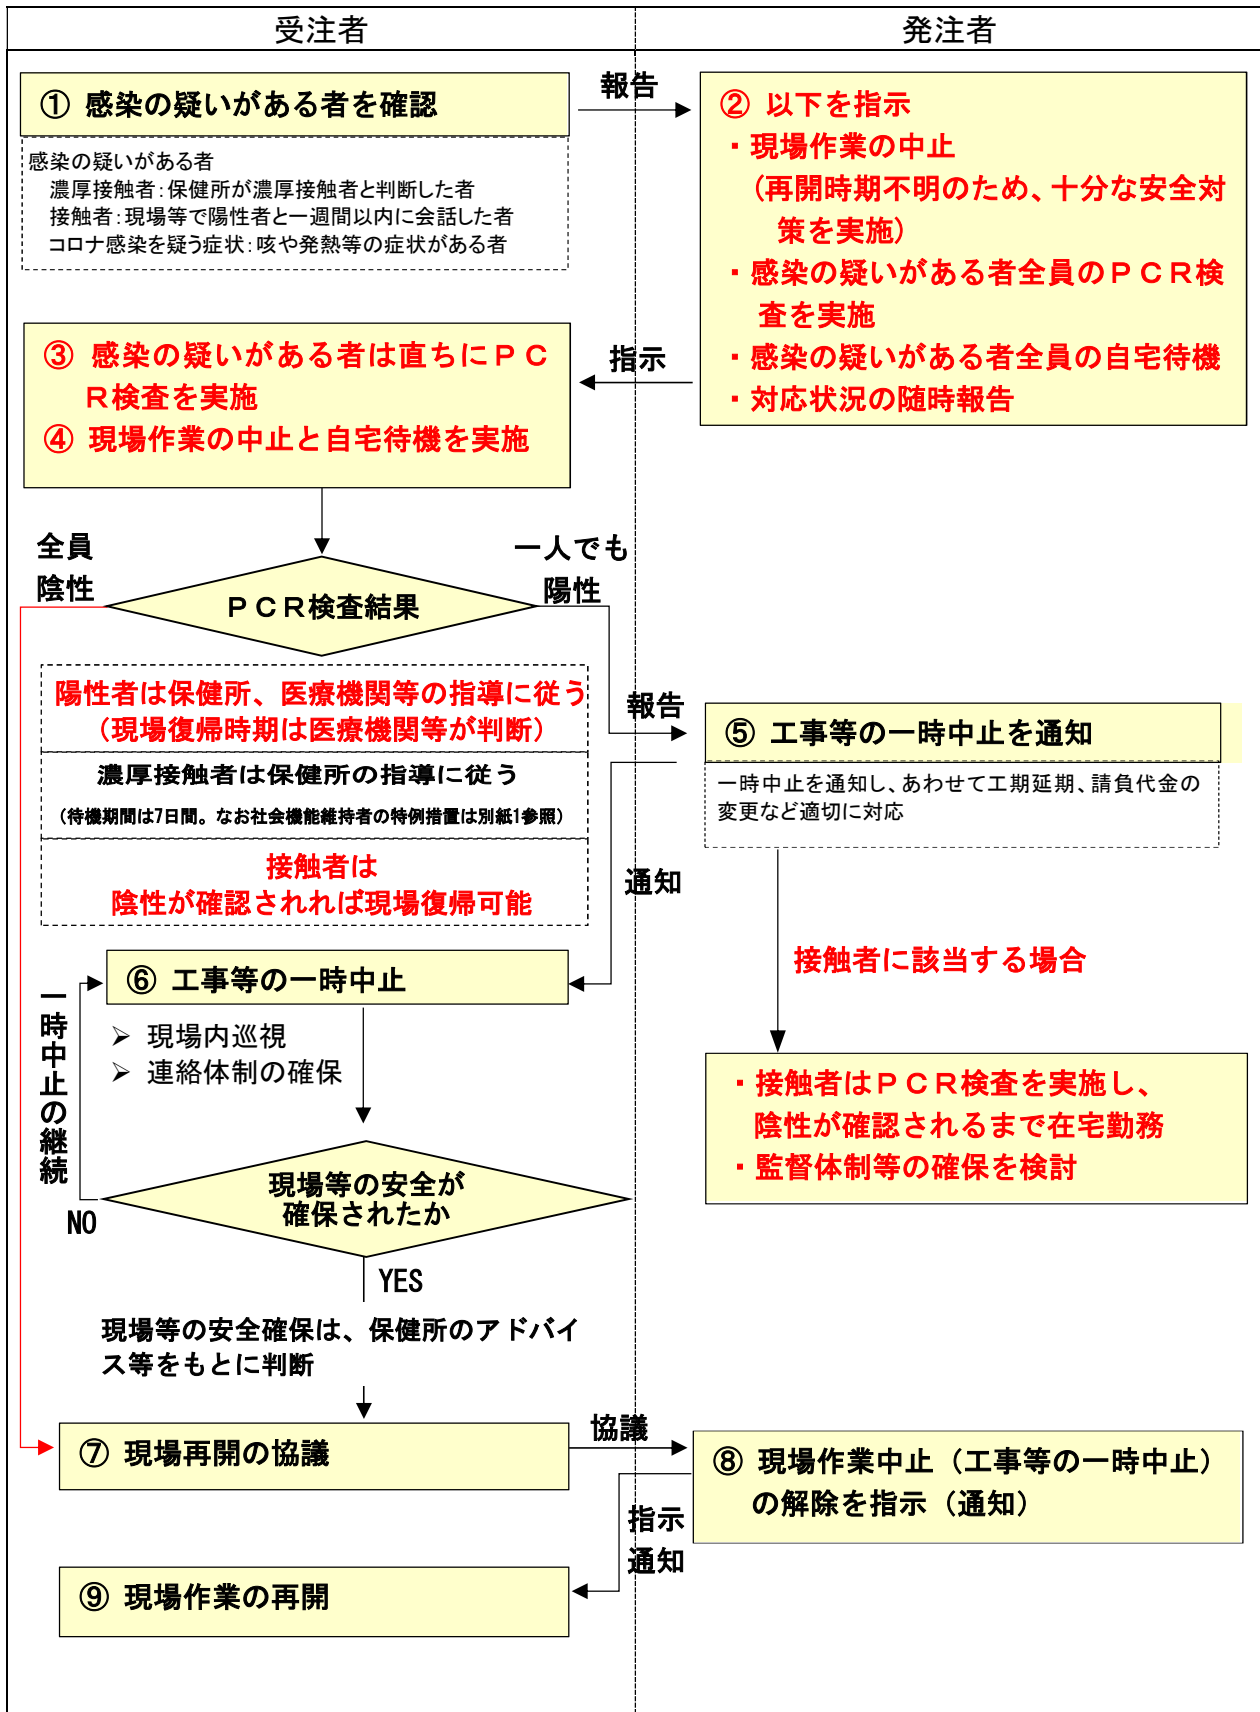 受注者
発注者
① 感染の疑いがある者を確認
報告
感染の疑いがある者
濃厚接触者：保健所が濃厚接触者と判断した者
接触者：現場等で陽性者と一週間以内に会話した者
コロナ感染を疑う症状：咳や発熱等の症状がある者
② 以下を指示
・現場作業の中止
(再開時期不明のため、十分な安全対
策を実施)
・感染の疑いがある者全員のＰＣＲ検
査を実施
・感染の疑いがある者全員の自宅待機
・対応状況の随時報告
指示
③ 感染の疑いがある者は直ちにＰＣ
Ｒ検査を実施
④ 現場作業の中止と自宅待機を実施
全員
陰性
一人でも
陽性
ＰＣＲ検査結果
陽性者は保健所、医療機関等の指導に従う
（現場復帰時期は医療機関等が判断）
濃厚接触者は保健所の指導に従う
（待機期間は7日間。なお社会機能維持者の特例措置は別紙1参照）
接触者は
陰性が確認されれば現場復帰可能
報告
⑤ 工事等の一時中止を通知
一時中止を通知し、あわせて工期延期、請負代金の
変更など適切に対応
通知
接触者に該当する場合
⑥ 工事等の一時中止
➢ 現場内巡視
➢ 連絡体制の確保
一時中止の継続
・接触者はＰＣＲ検査を実施し、
陰性が確認されるまで在宅勤務
・監督体制等の確保を検討
現場等の安全が
確保されたか
NO
YES
現場等の安全確保は、保健所のアドバイ
ス等をもとに判断
⑦ 現場再開の協議
協議
⑧ 現場作業中止（工事等の一時中止）
の解除を指示（通知）
指示
通知
⑨ 現場作業の再開